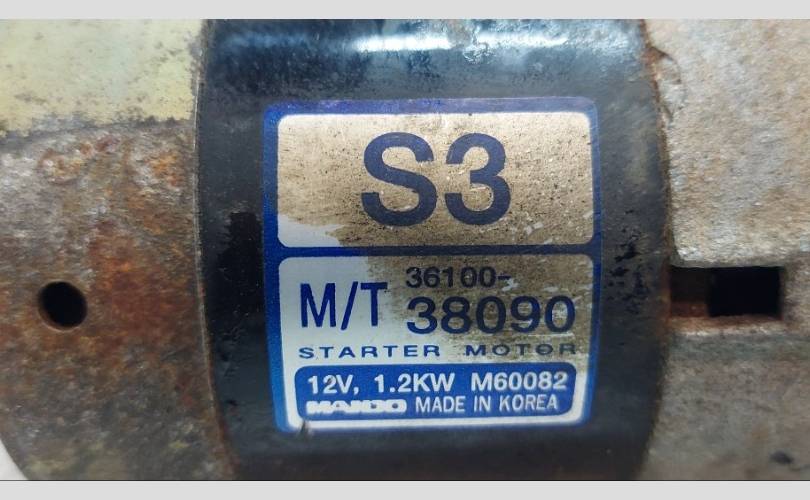 S3
M/T 36100-
38090
STARTER MOTOR
12V, 1.2KW M60082
MANDO MADE IN KOREA